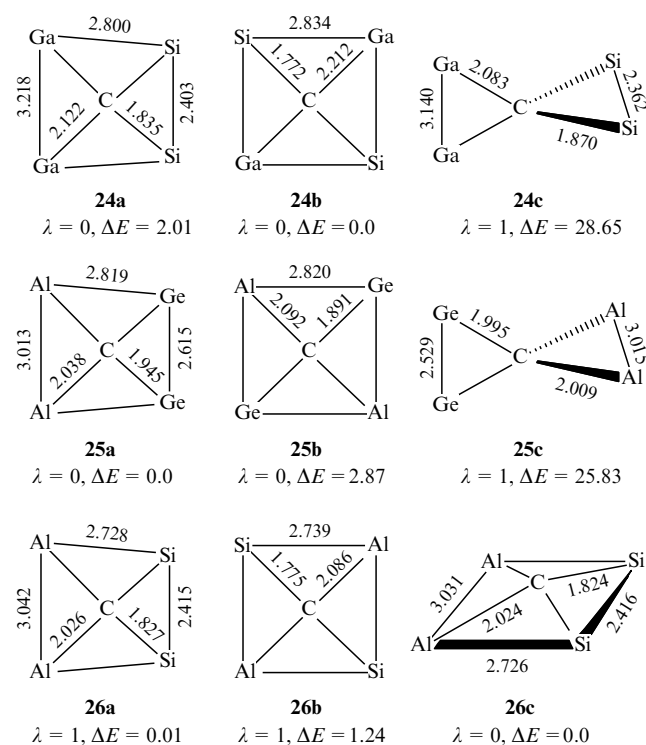 2.800
Ga Si
3.218 C 2.403
2.122 1.835
Ga Si
24a
λ = 0, ΔE = 2.01
2.834
Si Ga
1.772 2.212
C
Ga Si
24b
λ = 0, ΔE = 0.0
Ga 2.083 Si
3.140 C 2.362
Ga 1.870 Si
24c
λ = 1, ΔE = 28.65
2.819
Al Ge
3.013 C 2.615
2.038 1.945
Al Ge
25a
λ = 0, ΔE = 0.0
2.820
Al Ge
2.092 1.891
C
Ge Al
25b
λ = 0, ΔE = 2.87
Ge 1.995 Al
2.529 C 3.015
Ge 2.009 Al
25c
λ = 1, ΔE = 25.83
2.728
Al Si
3.042 C 2.415
2.026 1.827
Al Si
26a
λ = 1, ΔE = 0.01
2.739
Si Al
1.775 2.086
C
Al Si
26b
λ = 1, ΔE = 1.24
Al Si
3.031 C 1.824
2.024 2.416
Al Si
2.726
26c
λ = 0, ΔE = 0.0